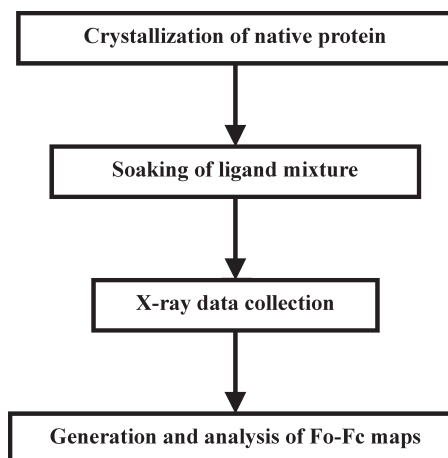 Crystallization of native protein
Soaking of ligand mixture
X-ray data collection
Generation and analysis of Fo-Fc maps